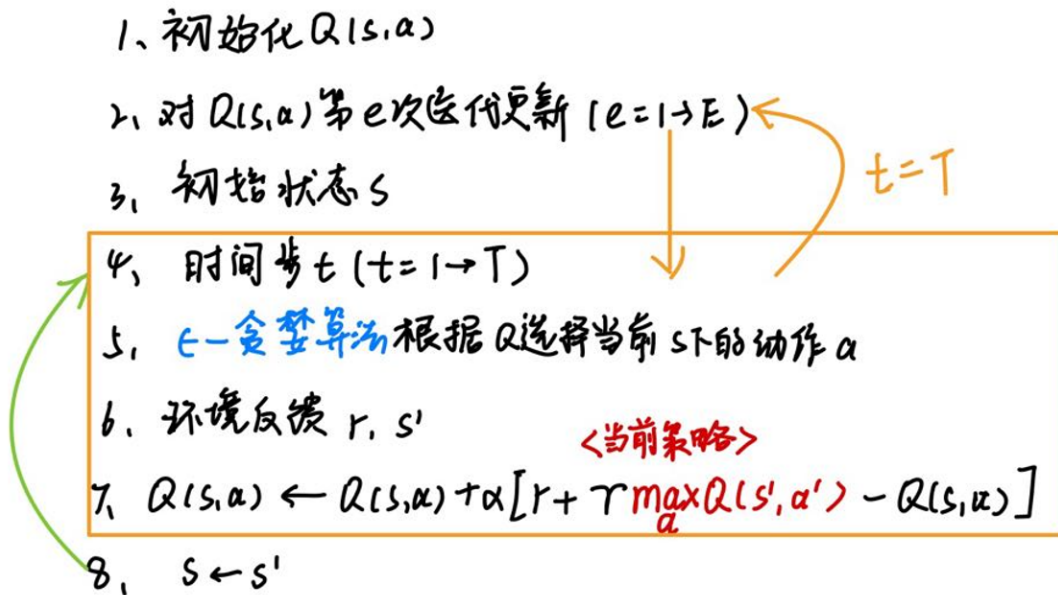 1、初始化Q(s,a)
2、对Q(s,a)第e次迭代更新(e=1→E)
t=T
3、初始状态s
4、时间步t(t=1→T)
5、ϵ-贪婪算法根据Q选择当前s下的动作a
6、环境反馈 r, s'
<当前策略>
7、Q(s,a)←Q(s,a)+α[r+γmaxQ(s',a')-Q(s,a)]
a
8、s←s'